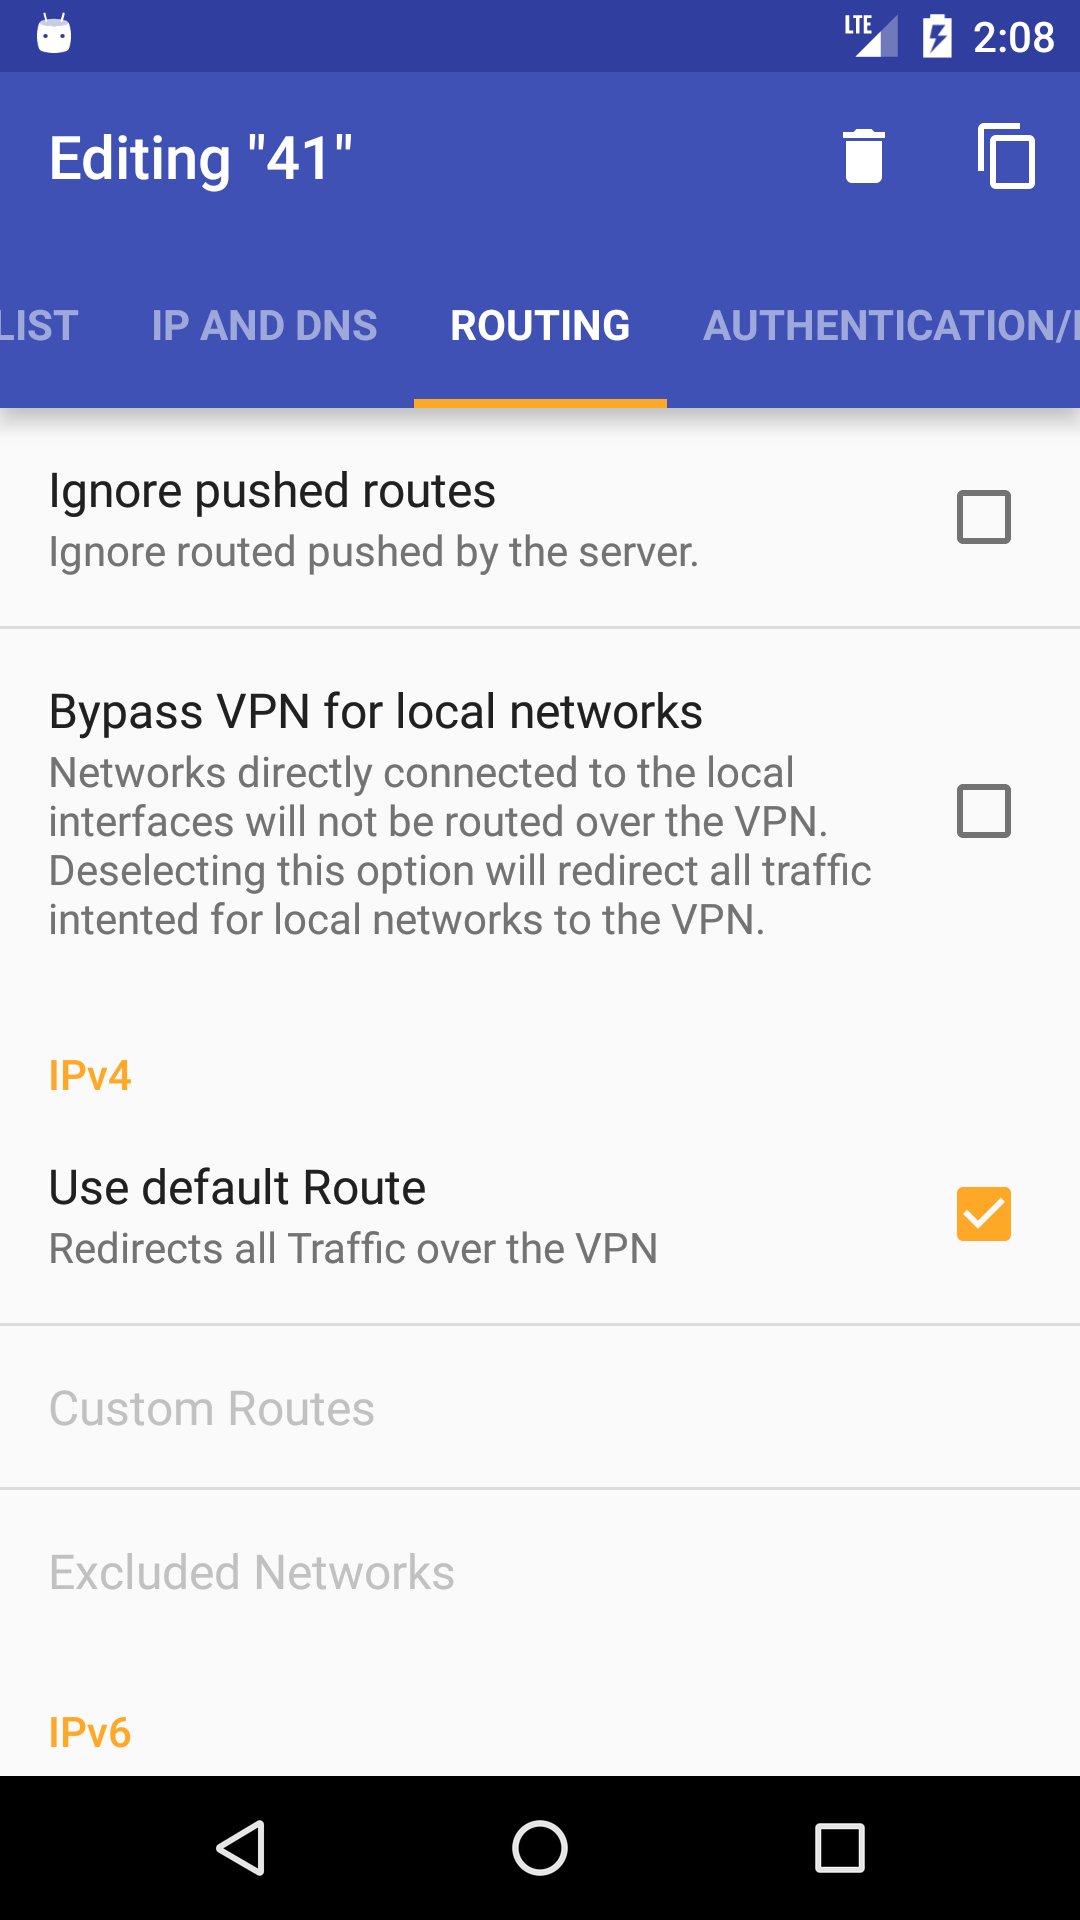 LTE 2:08
Editing "41"
LIST IP AND DNS ROUTING AUTHENTICATION/
Ignore pushed routes
Ignore routed pushed by the server.
Bypass VPN for local networks
Networks directly connected to the local
interfaces will not be routed over the VPN.
Deselecting this option will redirect all traffic
intented for local networks to the VPN.
IPv4
Use default Route
Redirects all Traffic over the VPN
Custom Routes
Excluded Networks
IPv6